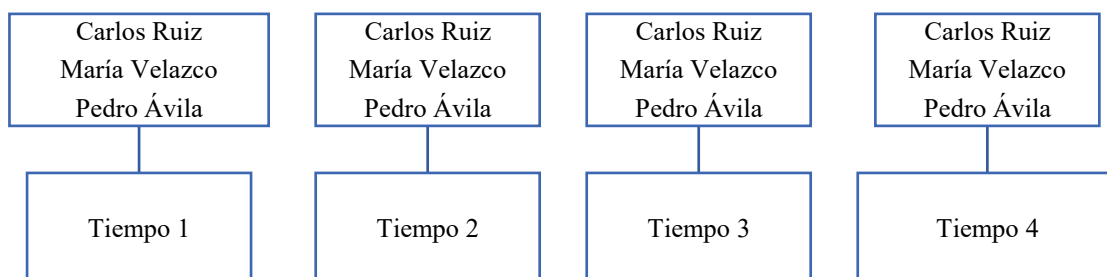 Carlos Ruiz
María Velazco
Pedro Ávila
Carlos Ruiz
María Velazco
Pedro Ávila
Carlos Ruiz
María Velazco
Pedro Ávila
Carlos Ruiz
María Velazco
Pedro Ávila
Tiempo 1
Tiempo 2
Tiempo 3
Tiempo 4